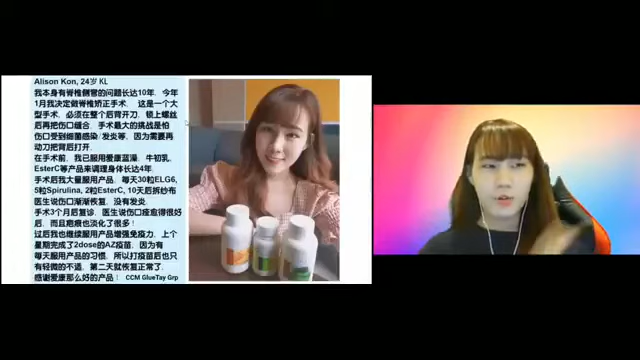 Alison Kon, 24岁 KL
我本身有脊椎侧弯的问题长达10年. 今年
1月我决定做脊椎矫正手术. 这是一个大
型手术, 必须在整个后背开刀. 锁上螺丝
后再把伤口缝合. 手术最大的挑战是怕
伤口受到细菌感染/发炎等. 因为需要再
动刀把背后打开.
在手术前, 我已服用爱康蓝澡. 牛初乳,
EsterC等产品来调理身体长达4年.
手术后我大量服用产品, 每天30粒ELG6,
5粒Spirulina, 2粒EsterC, 10天后拆纱布
医生说伤口渐渐恢复, 没有发炎.
手术3个月后复诊, 医生说伤口痊愈得很好
后. 而且疤痕也淡化了很多!
过后我也继续服用产品增强免疫力, 上个
星期完成了2dose的AZ疫苗. 因为有
每天服用产品的习惯, 所以打疫苗后也只
有轻微的不适. 第二天就恢复正常了.
感谢爱康那么好的产品! CCM GlueTay Grp